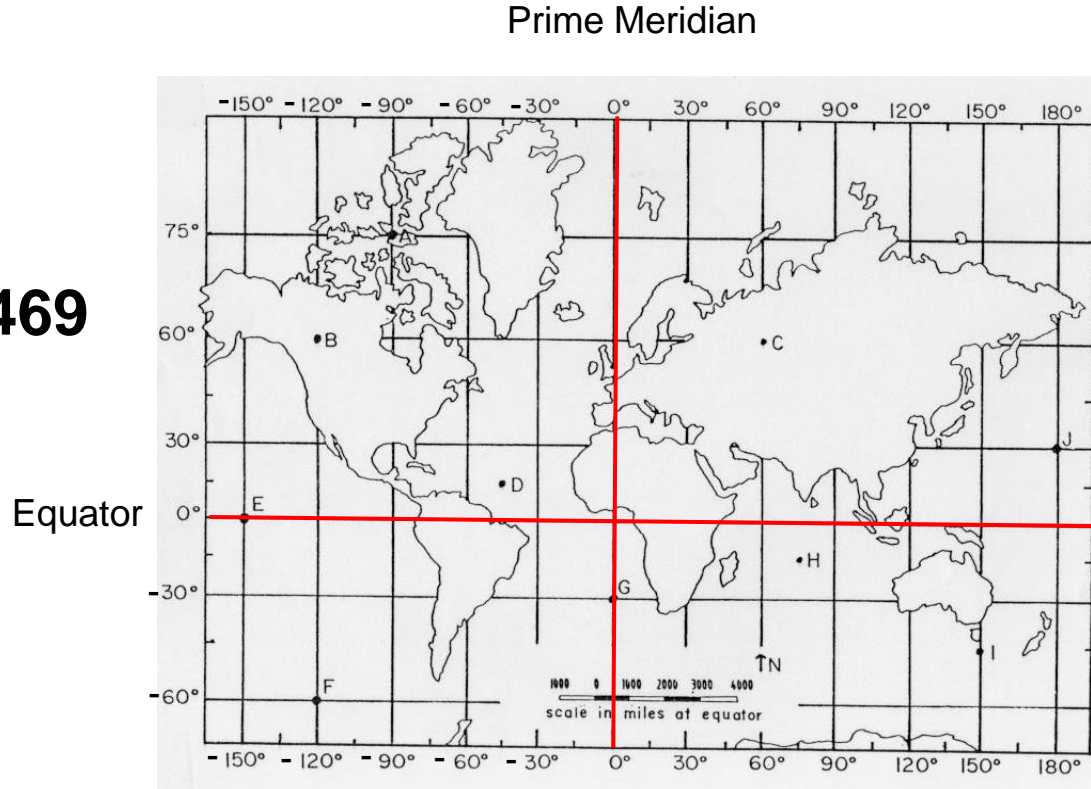 Prime Meridian
-150° -120° -90° -60° -30° 0° 30° 60° 90° 120° 150° 180°
75°
A
469
60°
B
C
30°
J
D
Equator
0°
E
H
G
-30°
I
N
F
-60°
1000 0 1000 2000 3000 4000
scale in miles at equator
-150° -120° -90° -60° -30° 0° 30° 60° 90° 120° 150° 180°